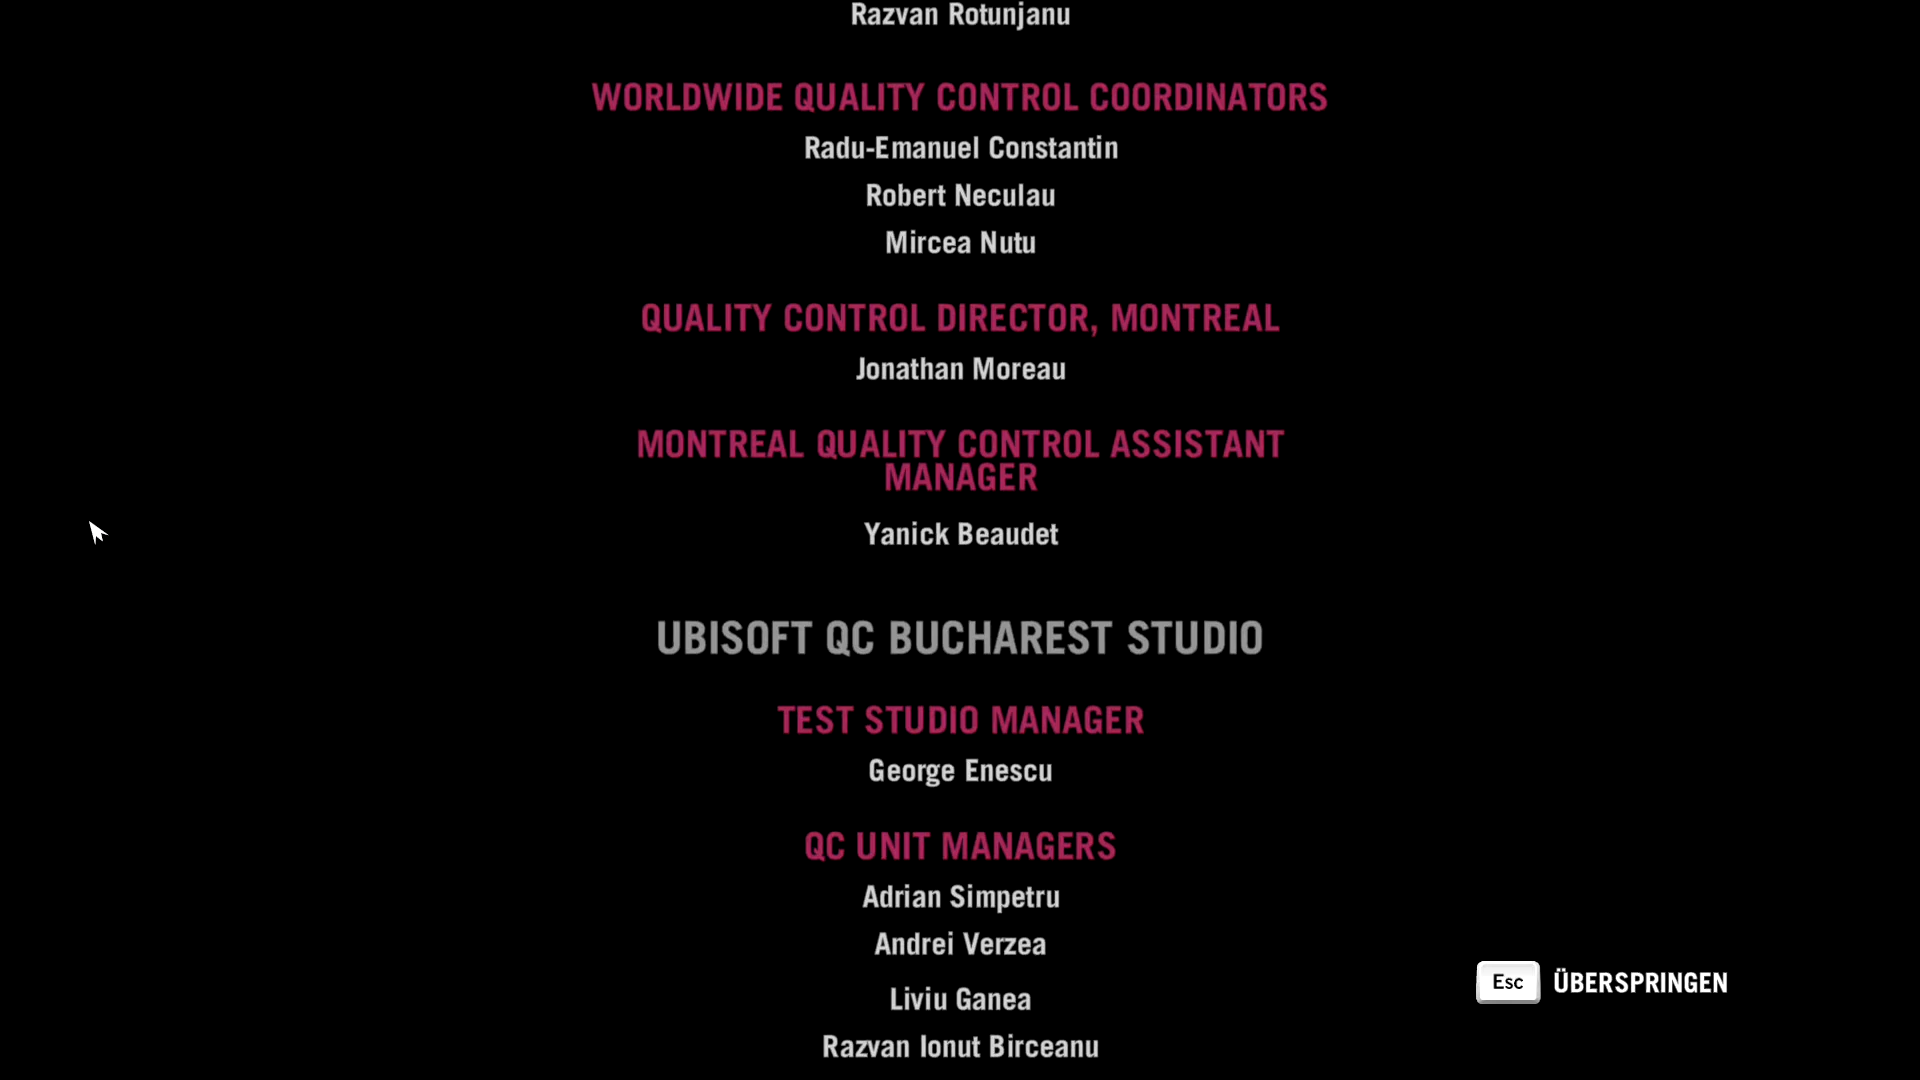 Razvan Rotunjanu
WORLDWIDE QUALITY CONTROL COORDINATORS
Radu-Emanuel Constantin
Robert Neculau
Mircea Nutu
QUALITY CONTROL DIRECTOR, MONTREAL
Jonathan Moreau
MONTREAL QUALITY CONTROL ASSISTANT
MANAGER
Yanick Beaudet
UBISOFT QC BUCHAREST STUDIO
TEST STUDIO MANAGER
George Enescu
QC UNIT MANAGERS
Adrian Simpetru
Andrei Verzea
Liviu Ganea
Razvan Ionut Birceanu
Esc ÜBERSPRINGEN